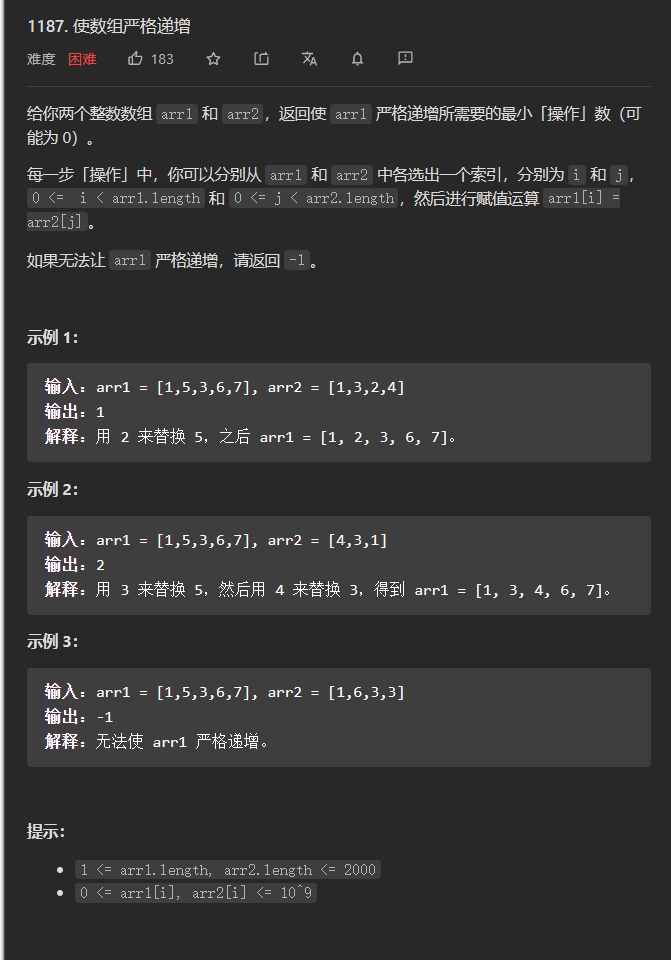 1187. 使数组严格递增
难度 困难 183
给你两个整数数组 arr1 和 arr2，返回使 arr1 严格递增所需要的最小「操作」数（可
能为 0）。
每一步「操作」中，你可以分别从 arr1 和 arr2 中各选出一个索引，分别为 i 和 j，
0 <= i < arr1.length 和 0 <= j < arr2.length，然后进行赋值运算 arr1[i] =
arr2[j]。
如果无法让 arr1 严格递增，请返回 -1。
示例 1：
输入：arr1 = [1,5,3,6,7], arr2 = [1,3,2,4]
输出：1
解释：用 2 来替换 5，之后 arr1 = [1, 2, 3, 6, 7]。
示例 2：
输入：arr1 = [1,5,3,6,7], arr2 = [4,3,1]
输出：2
解释：用 3 来替换 5，然后用 4 来替换 3，得到 arr1 = [1, 3, 4, 6, 7]。
示例 3：
输入：arr1 = [1,5,3,6,7], arr2 = [1,6,3,3]
输出：-1
解释：无法使 arr1 严格递增。
提示：
• 1 <= arr1.length, arr2.length <= 2000
• 0 <= arr1[i], arr2[i] <= 10^9